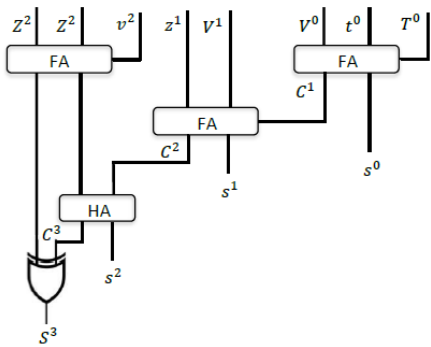 Z² Z² v² z¹ V¹ V⁰ t⁰ T⁰
FA FA
C¹
FA
C² s⁰
s¹
HA
C³
s²
S³